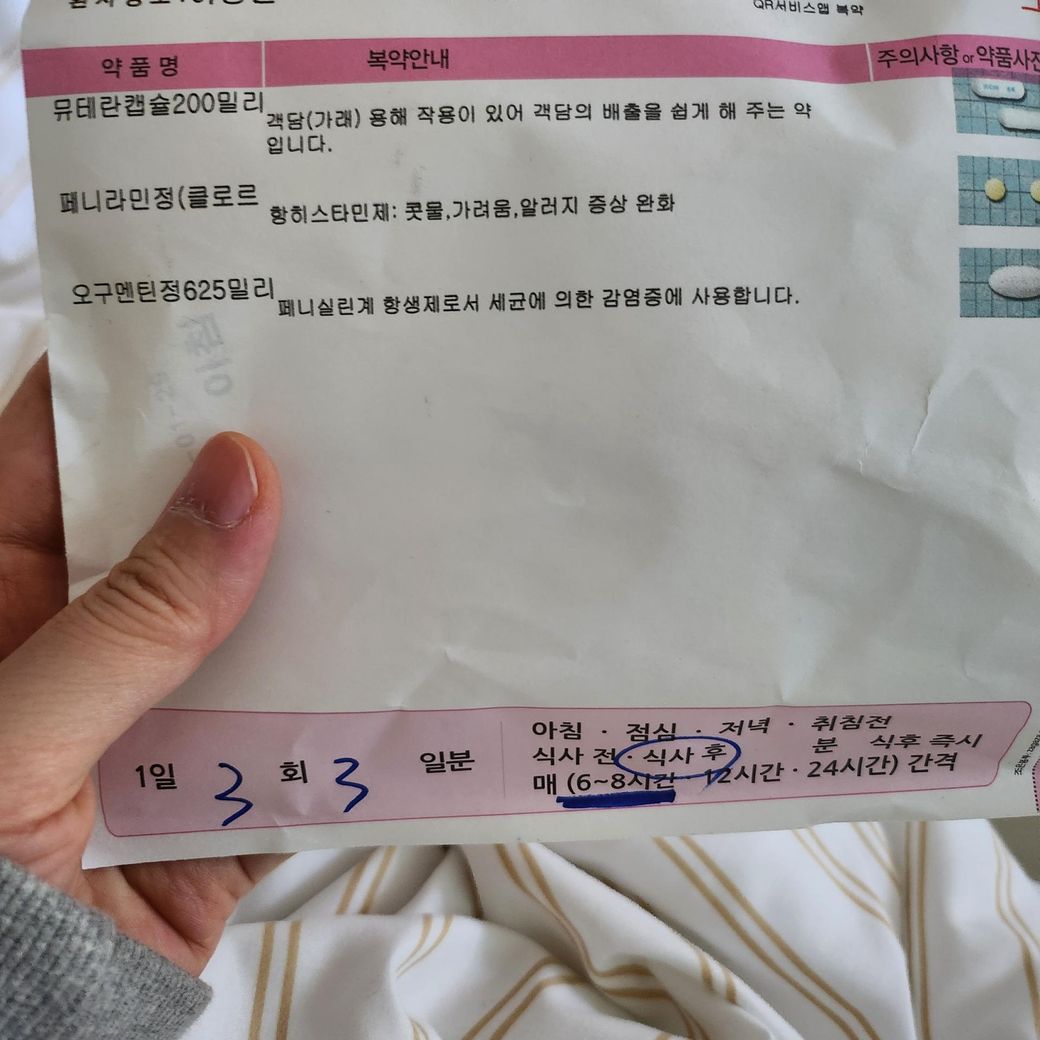 QR서비스앱 복약
약 품 명 복약안내 주의사항 or 약품사진
뮤테란캡슐200밀리 객담(가래) 용해 작용이 있어 객담의 배출을 쉽게 해 주는 약
입니다.
페니라민정(클로르 항히스타민제: 콧물,가려움,알러지 증상 완화
오구멘틴정625밀리 페니실린계 항생제로서 세균에 의한 감염증에 사용합니다.
아침 · 점심 · 저녁 · 취침전
식사 전 · 식사 후 분 식후 즉시
1일 3 회 3 일분
매 (6~8시간 · 12시간 · 24시간) 간격